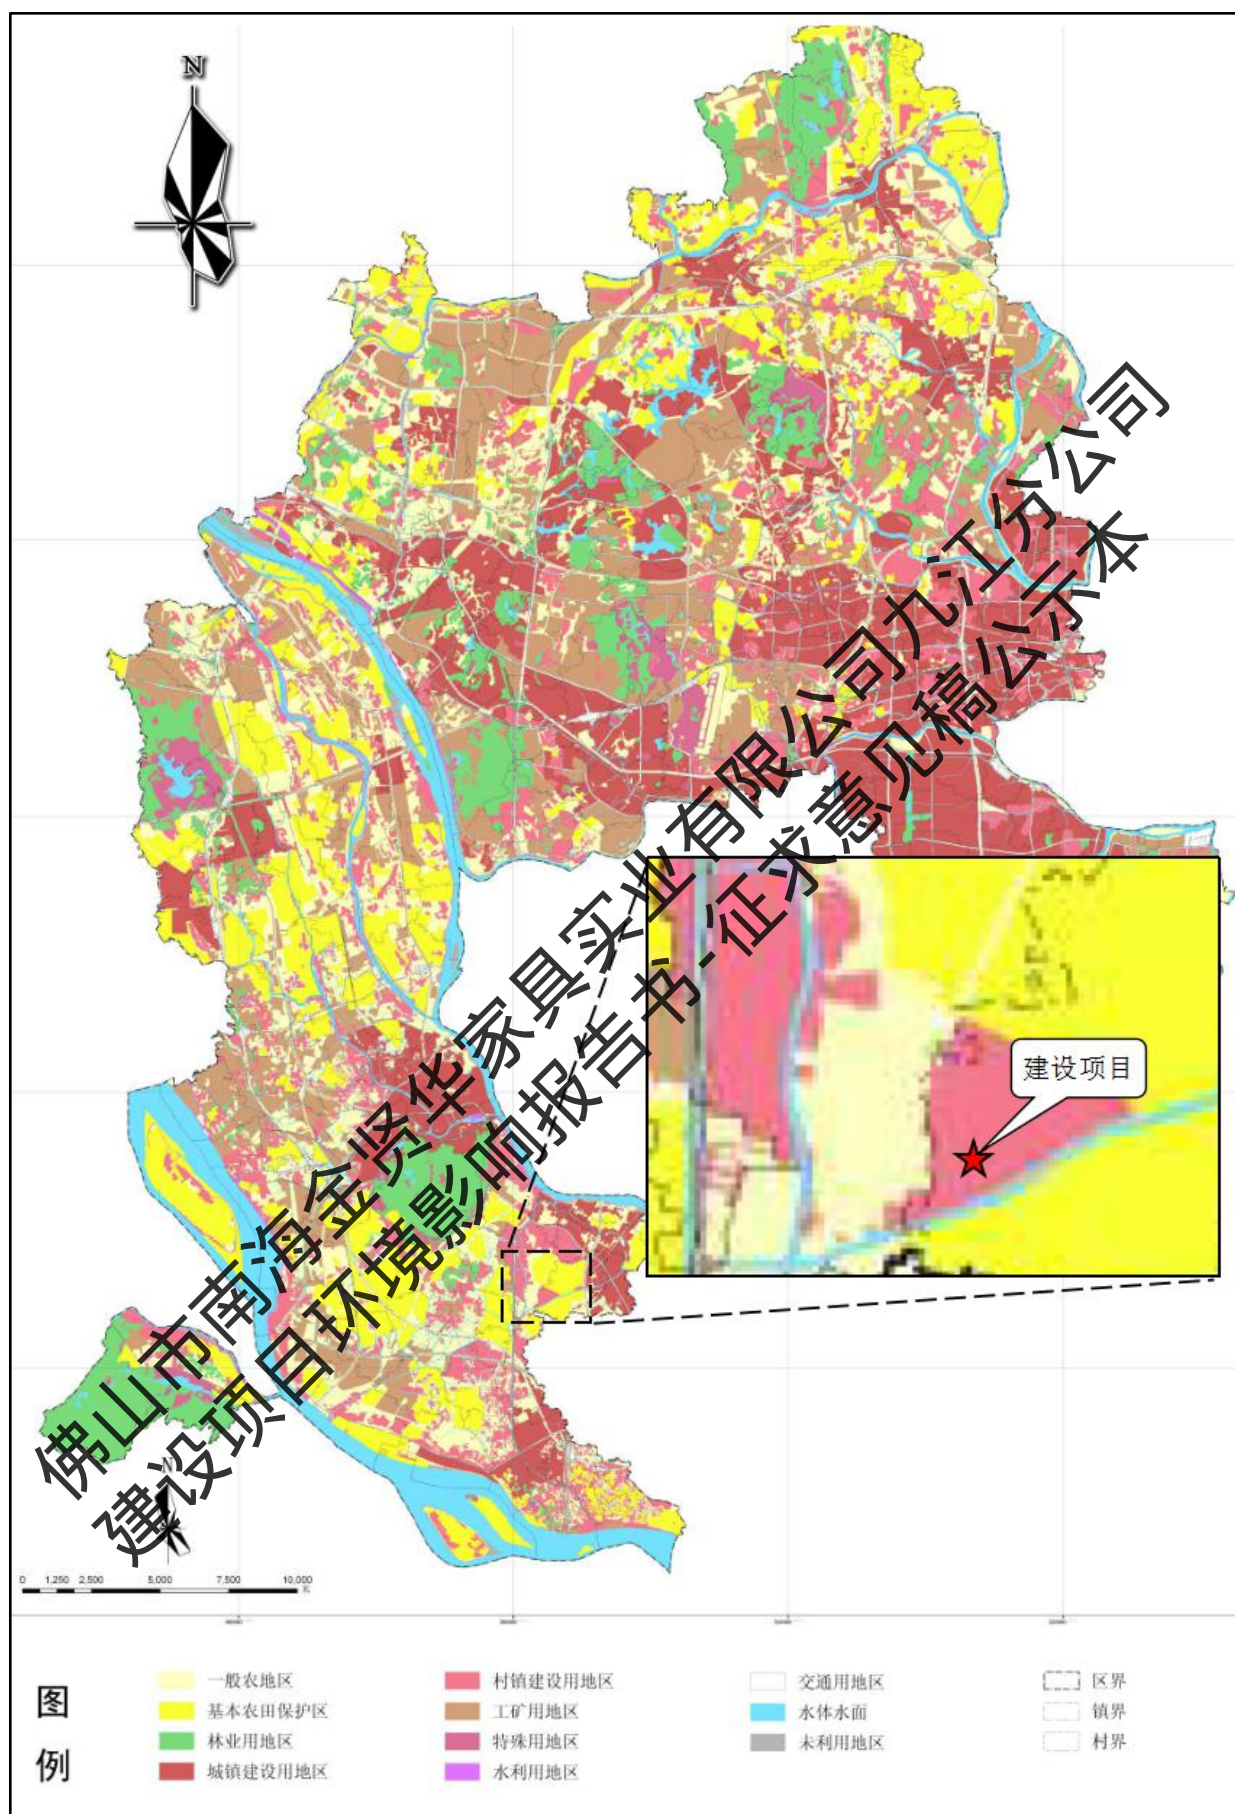 N
佛山市南海金贤华家具实业有限公司九江分公司
建设项目环境影响报告书-征求意见稿公示本
建设项目
N
0 1,250 2,500 5,000 7,500 10,000
米
图例
一般农地区
基本农田保护区
林业用地区
城镇建设用地区
村镇建设用地区
工矿用地区
特殊用地区
水利用地区
交通用地区
水体水面
未利用地区
区界
镇界
村界